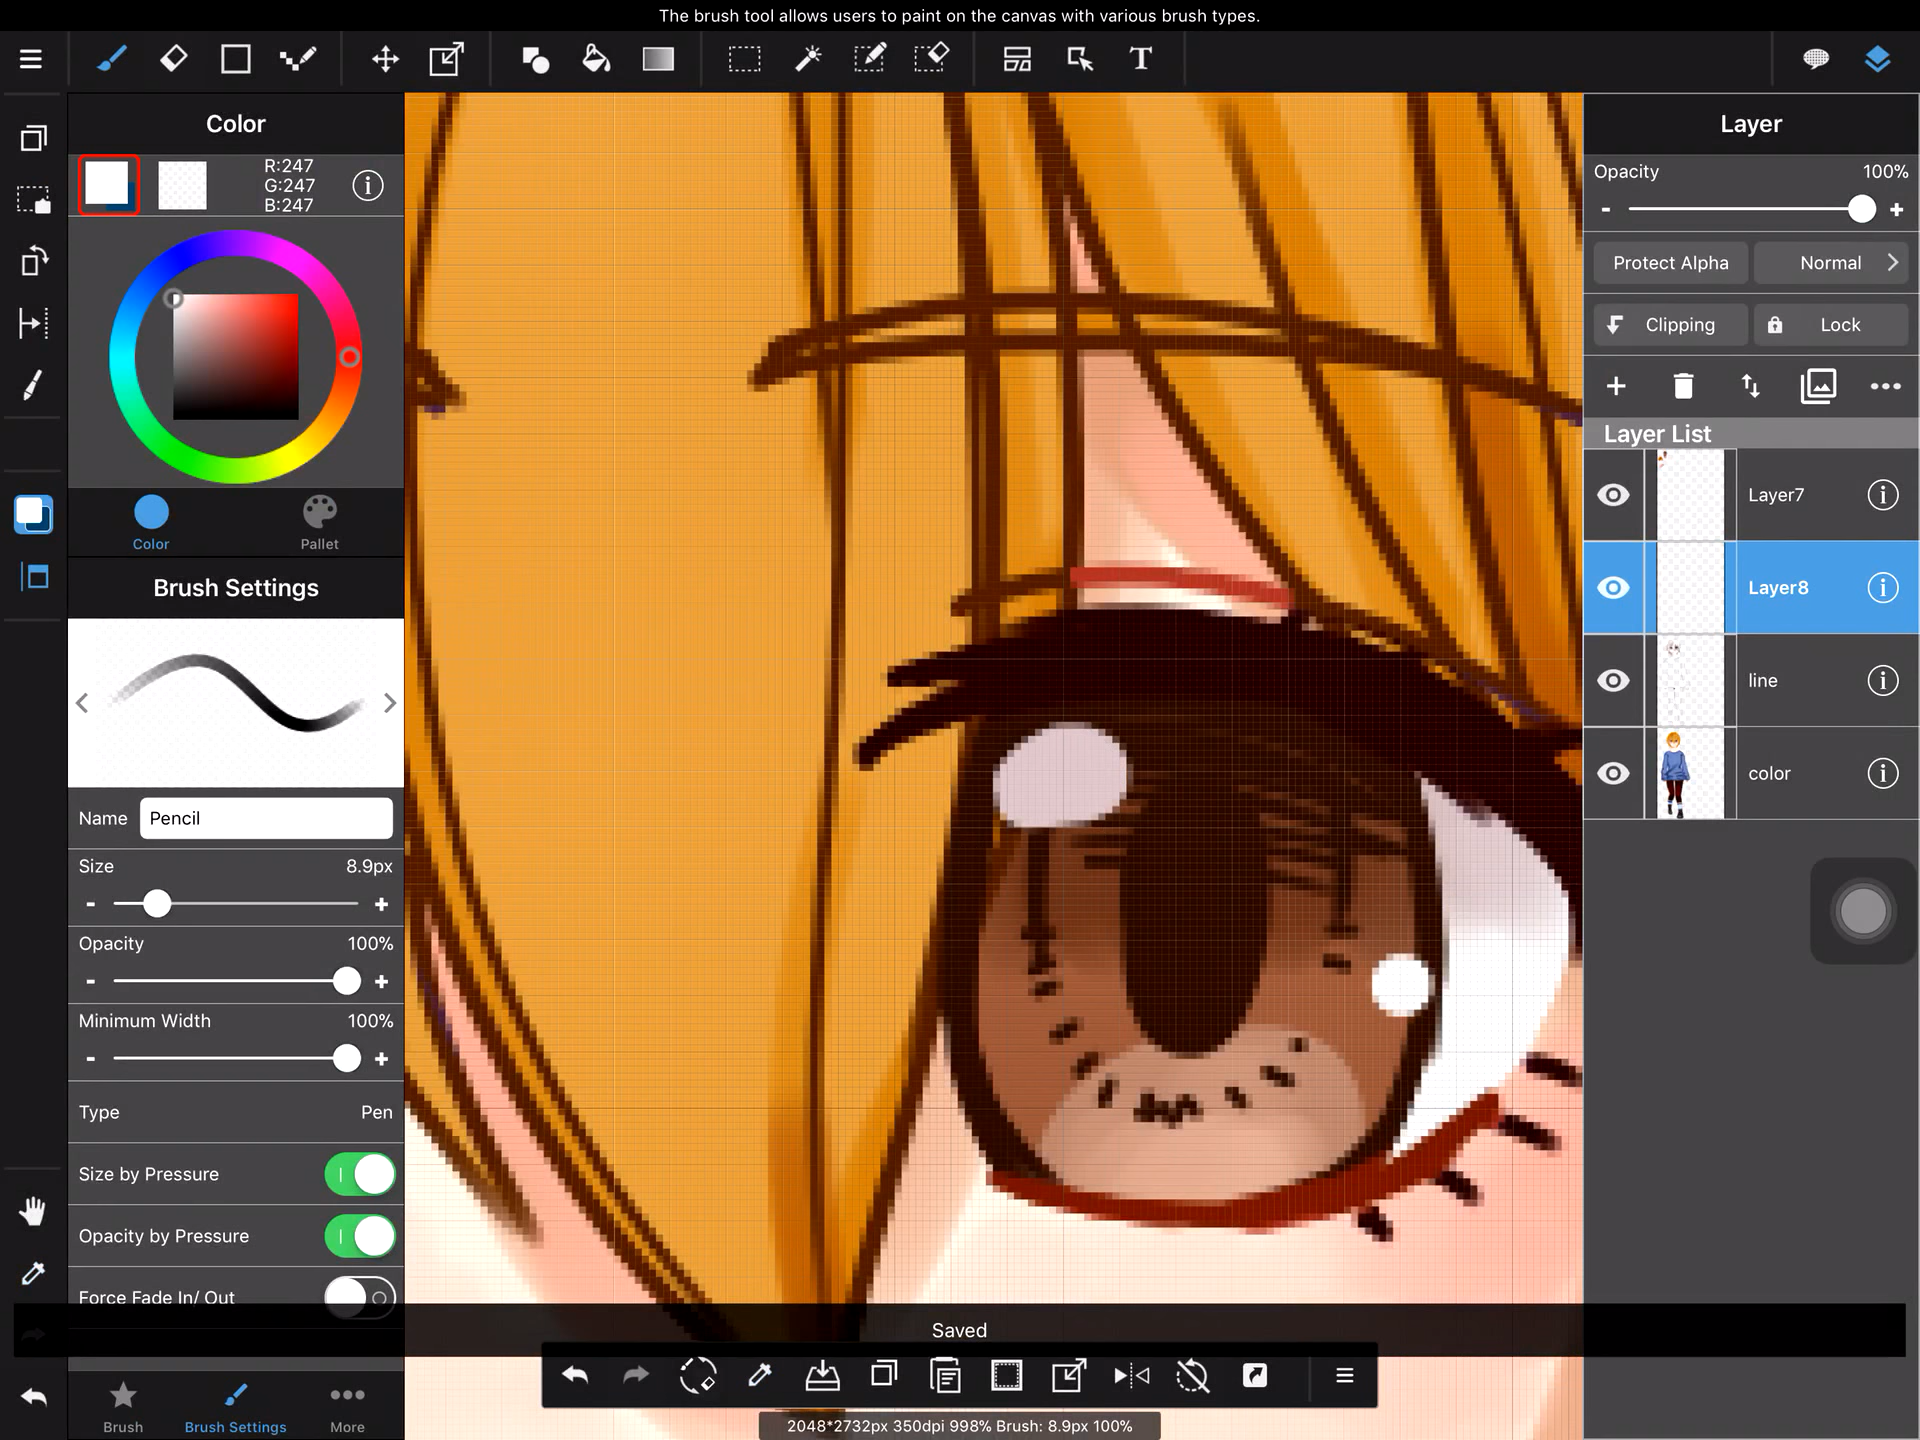 The brush tool allows users to paint on the canvas with various brush types.
Color
R:247
G:247
B:247
Color
Pallet
Brush Settings
Name
Pencil
Size
8.9px
Opacity
100%
Minimum Width
100%
Type
Pen
Size by Pressure
Opacity by Pressure
Force Fade In/ Out
Brush
Brush Settings
More
Saved
2048*2732px 350dpi 998% Brush: 8.9px 100%
Layer
Opacity
100%
Protect Alpha
Normal
Clipping
Lock
Layer List
Layer7
Layer8
line
color